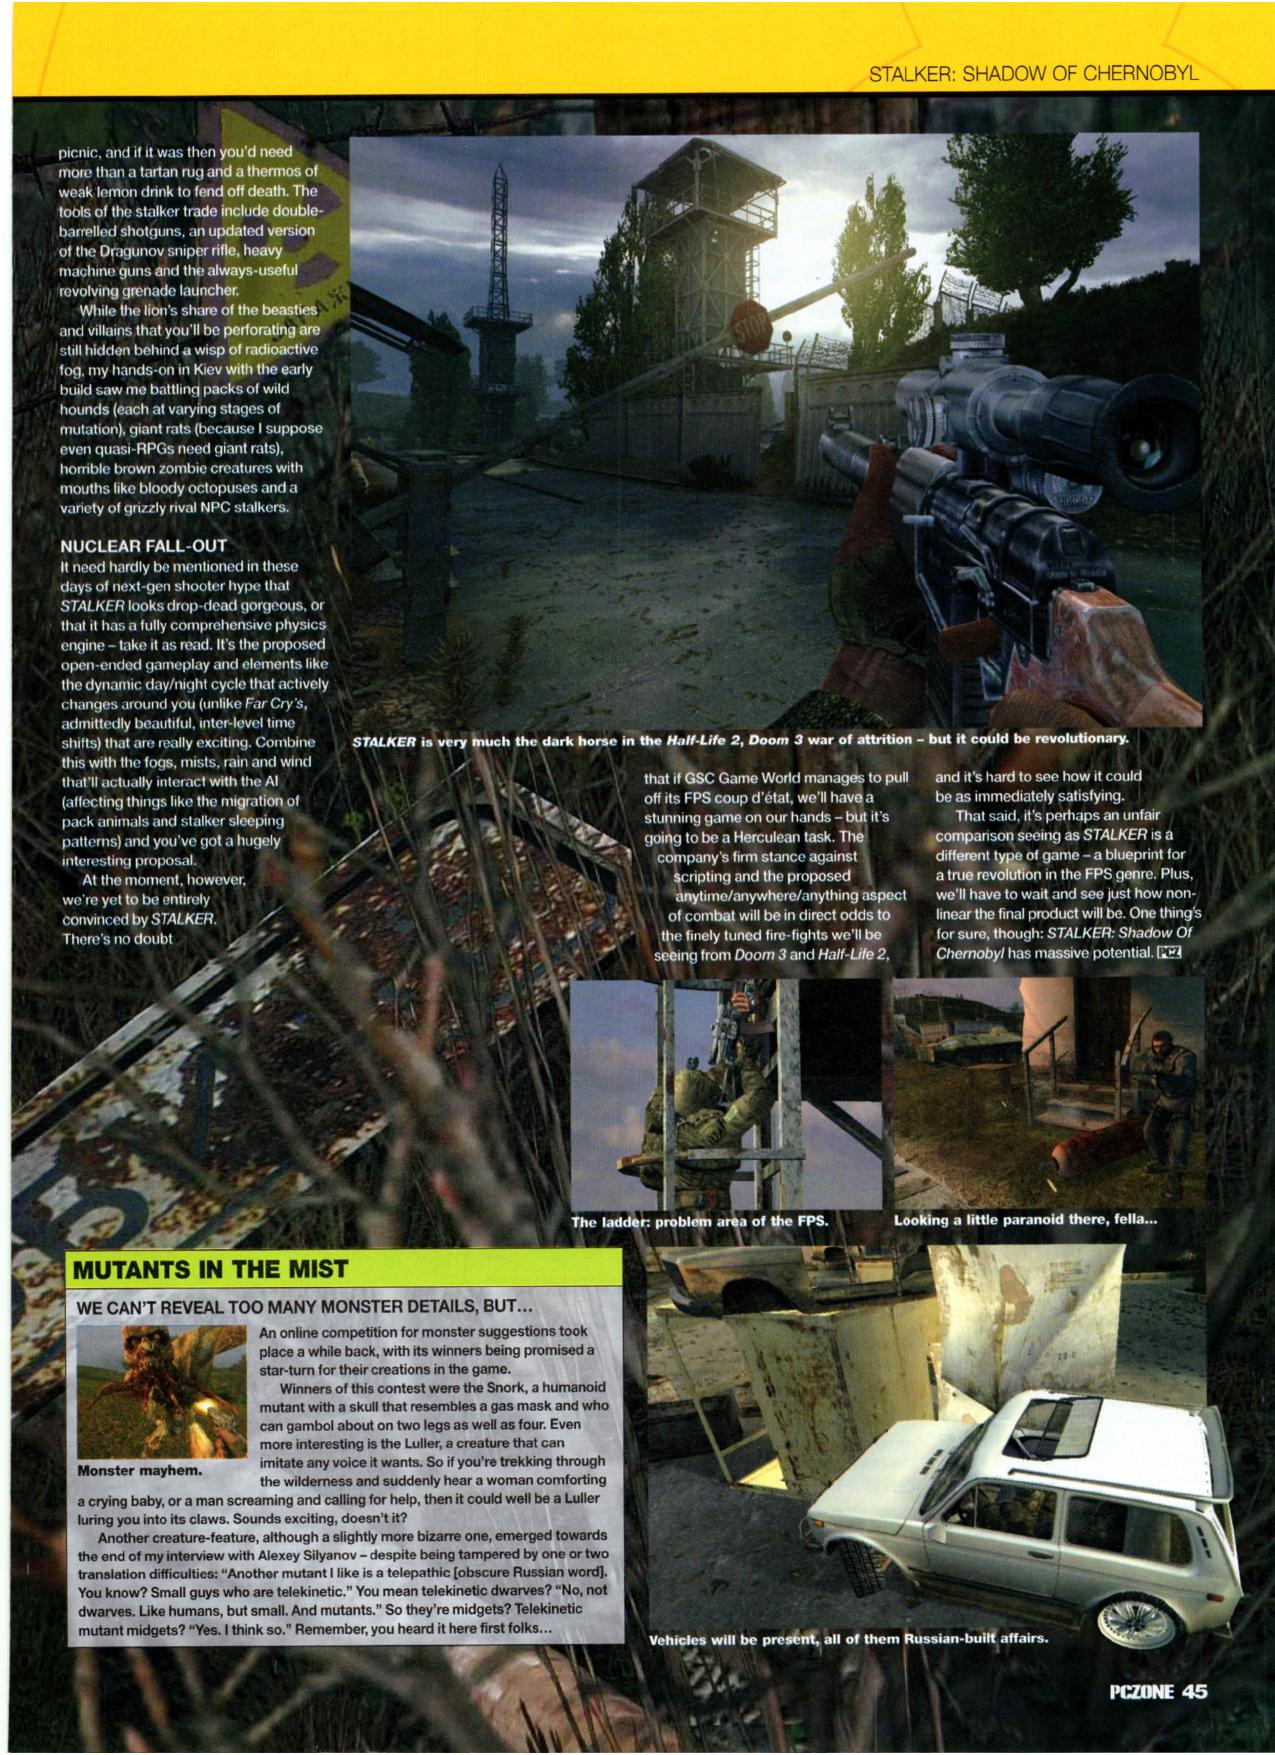 STALKER: SHADOW OF CHERNOBYL
picnic, and if it was then you'd need
more than a tartan rug and a thermos of
weak lemon drink to fend off death. The
tools of the stalker trade include double-
barrelled shotguns, an updated version
of the Dragunov sniper rifle, heavy
machine guns and the always-useful
revolving grenade launcher.
While the lion's share of the beasties
and villains that you'll be perforating are
still hidden behind a wisp of radioactive
fog, my hands-on in Kiev with the early
build saw me battling packs of wild
hounds (each at varying stages of
mutation), giant rats (because I suppose
even quasi-RPGs need giant rats),
horrible brown zombie creatures with
mouths like bloody octopuses and a
variety of grizzly rival NPC stalkers.
NUCLEAR FALL-OUT
It need hardly be mentioned in these
days of next-gen shooter hype that
STALKER looks drop-dead gorgeous, or
that it has a fully comprehensive physics
engine – take it as read. It's the proposed
open-ended gameplay and elements like
the dynamic day/night cycle that actively
changes around you (unlike Far Cry's,
admittedly beautiful, inter-level time
shifts) that are really exciting. Combine
this with the fogs, mists, rain and wind
that'll actually interact with the AI
(affecting things like the migration of
pack animals and stalker sleeping
patterns) and you've got a hugely
interesting proposal.
At the moment, however,
we're yet to be entirely
convinced by STALKER.
There's no doubt
STOP
Made in Russia
STALKER is very much the dark horse in the Half-Life 2, Doom 3 war of attrition – but it could be revolutionary.
that if GSC Game World manages to pull
off its FPS coup d'état, we'll have a
stunning game on our hands – but it's
going to be a Herculean task. The
company's firm stance against
scripting and the proposed
anytime/anywhere/anything aspect
of combat will be in direct odds to
the finely tuned fire-fights we'll be
seeing from Doom 3 and Half-Life 2,
and it's hard to see how it could
be as immediately satisfying.
That said, it's perhaps an unfair
comparison seeing as STALKER is a
different type of game – a blueprint for
a true revolution in the FPS genre. Plus,
we'll have to wait and see just how non-
linear the final product will be. One thing's
for sure, though: STALKER: Shadow Of
Chernobyl has massive potential. PCZ
The ladder: problem area of the FPS.
Looking a little paranoid there, fella...
MUTANTS IN THE MIST
WE CAN'T REVEAL TOO MANY MONSTER DETAILS, BUT...
An online competition for monster suggestions took
place a while back, with its winners being promised a
star-turn for their creations in the game.
Winners of this contest were the Snork, a humanoid
mutant with a skull that resembles a gas mask and who
can gambol about on two legs as well as four. Even
more interesting is the Luller, a creature that can
imitate any voice it wants. So if you're trekking through
the wilderness and suddenly hear a woman comforting
a crying baby, or a man screaming and calling for help, then it could well be a Luller
luring you into its claws. Sounds exciting, doesn't it?
Another creature-feature, although a slightly more bizarre one, emerged towards
the end of my interview with Alexey Silyanov – despite being tampered by one or two
translation difficulties: "Another mutant I like is a telepathic [obscure Russian word].
You know? Small guys who are telekinetic." You mean telekinetic dwarves? "No, not
dwarves. Like humans, but small. And mutants." So they're midgets? Telekinetic
mutant midgets? "Yes. I think so." Remember, you heard it here first folks...
Monster mayhem.
Vehicles will be present, all of them Russian-built affairs.
PCZONE 45